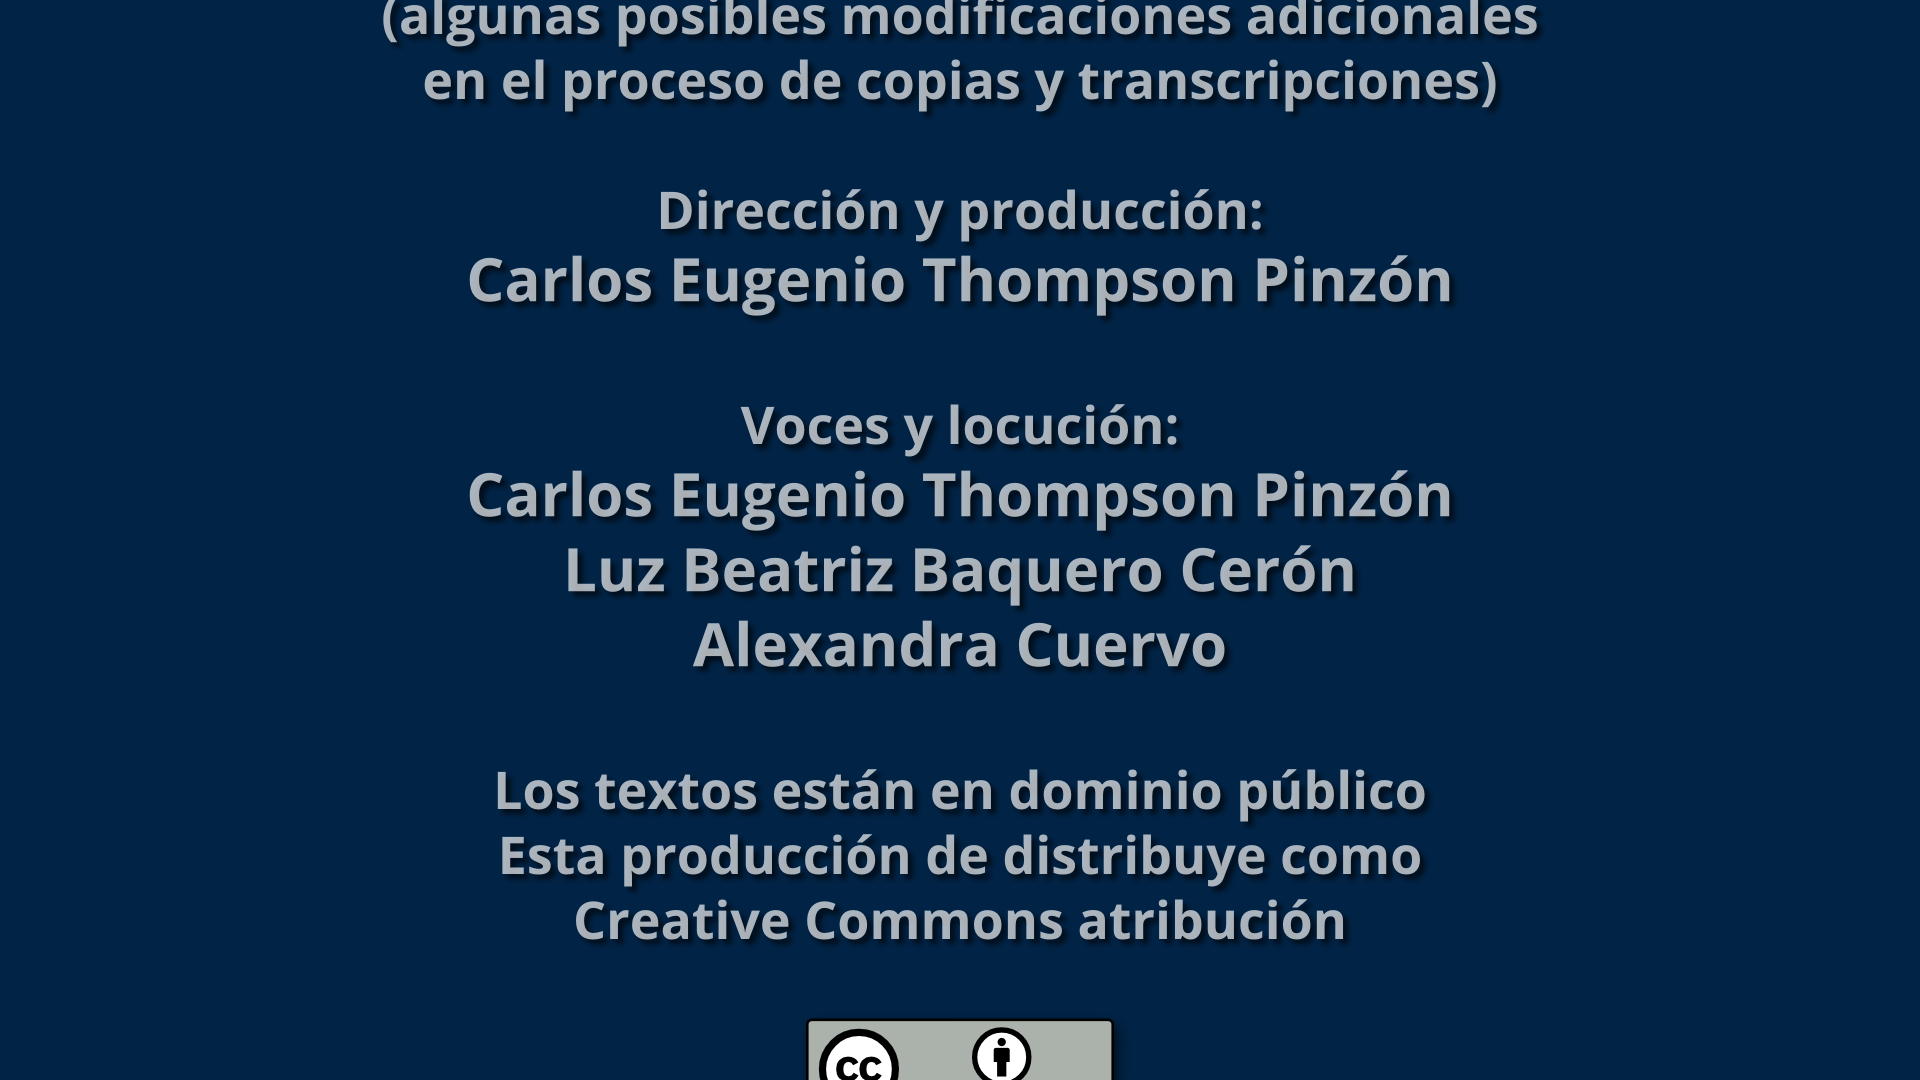 (algunas posibles modificaciones adicionales
en el proceso de copias y transcripciones)
Dirección y producción:
Carlos Eugenio Thompson Pinzón
Voces y locución:
Carlos Eugenio Thompson Pinzón
Luz Beatriz Baquero Cerón
Alexandra Cuervo
Los textos están en dominio público
Esta producción de distribuye como
Creative Commons atribución
cc